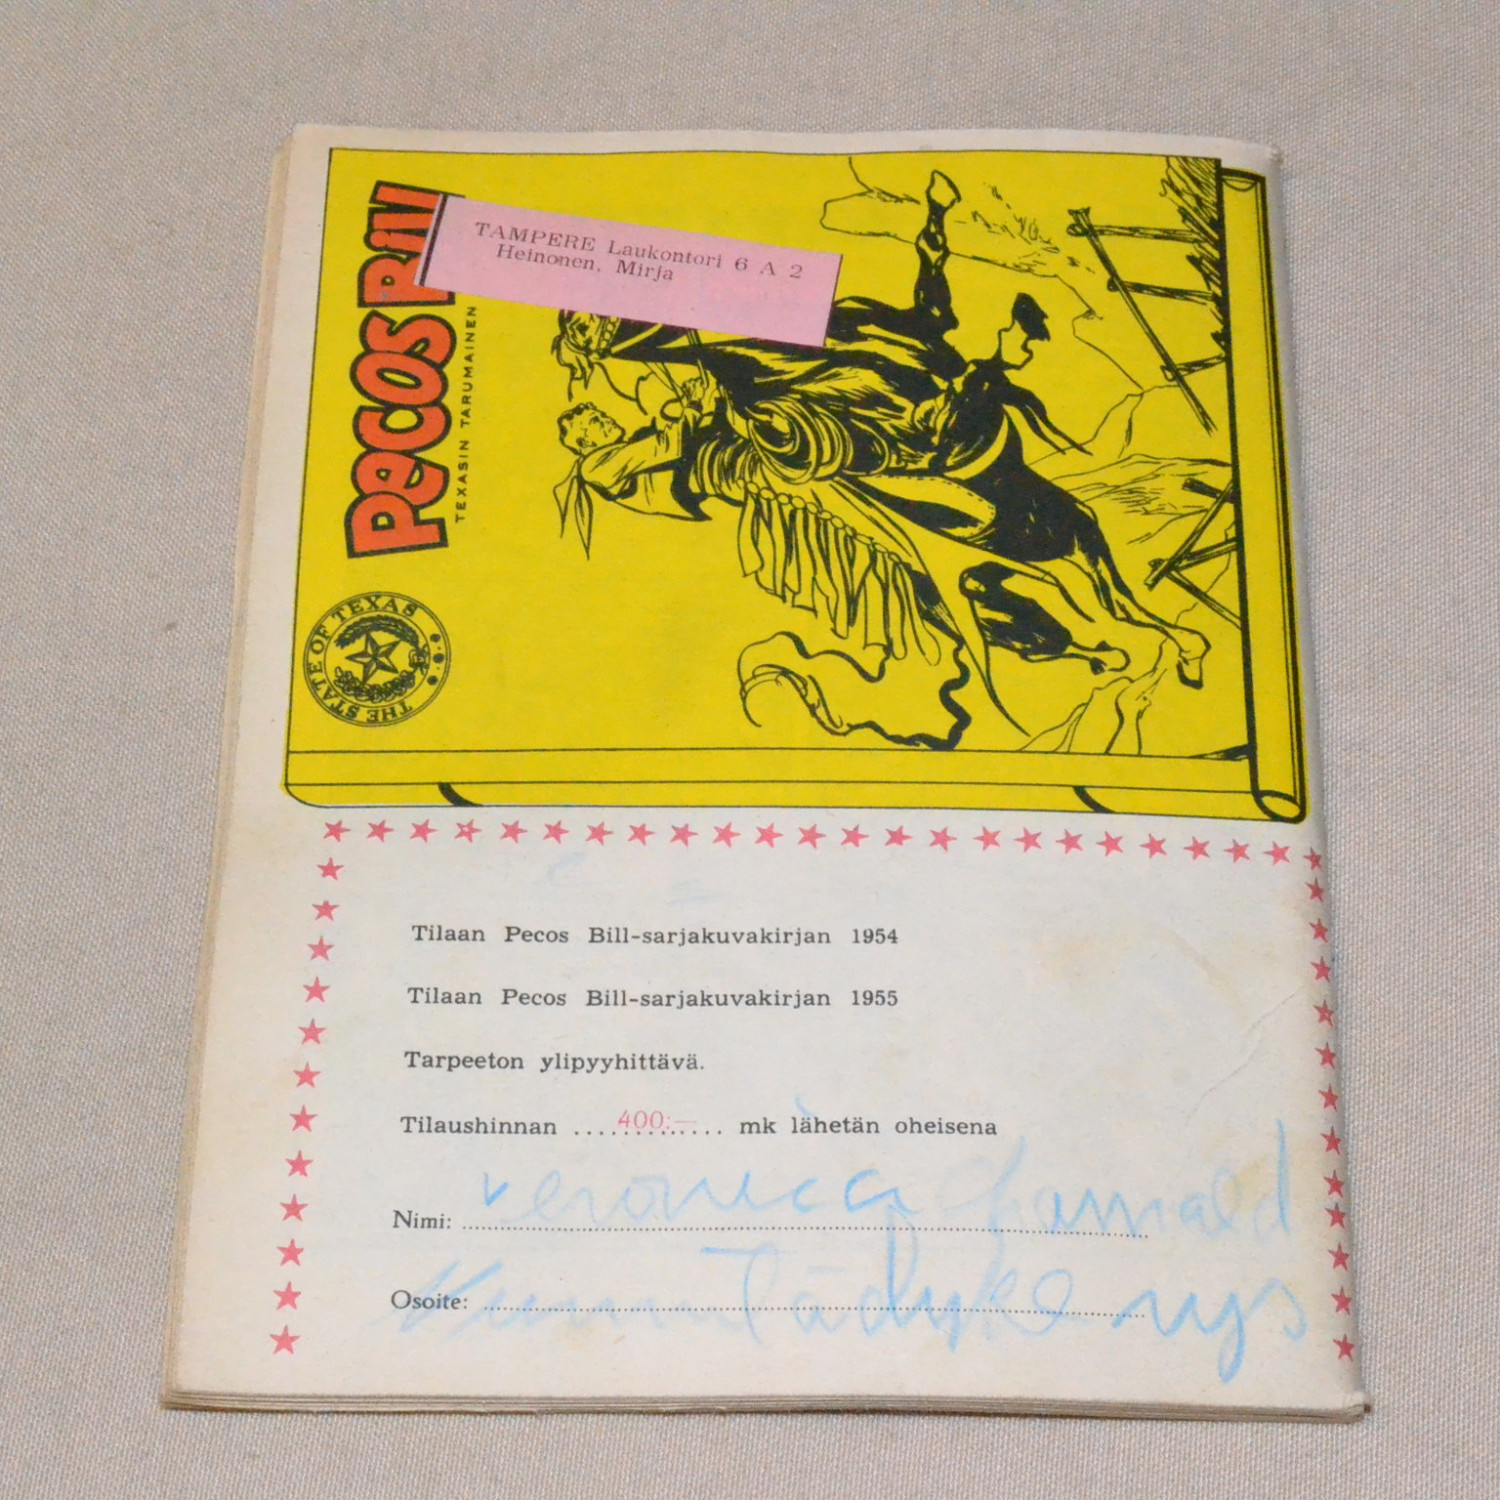 PECOS BILL
TEXASIN TARUMAINEN
THE STATE OF TEXAS
TAMPERE Laukontori 6 A 2
Heinonen, Mirja
Tilaan Pecos Bill-sarjakuvakirjan 1954
Tilaan Pecos Bill-sarjakuvakirjan 1955
Tarpeeton ylipyyhittävä.
Tilaushinnan ....400:—.... mk lähetän oheisena
Nimi: veronica
Osoite: